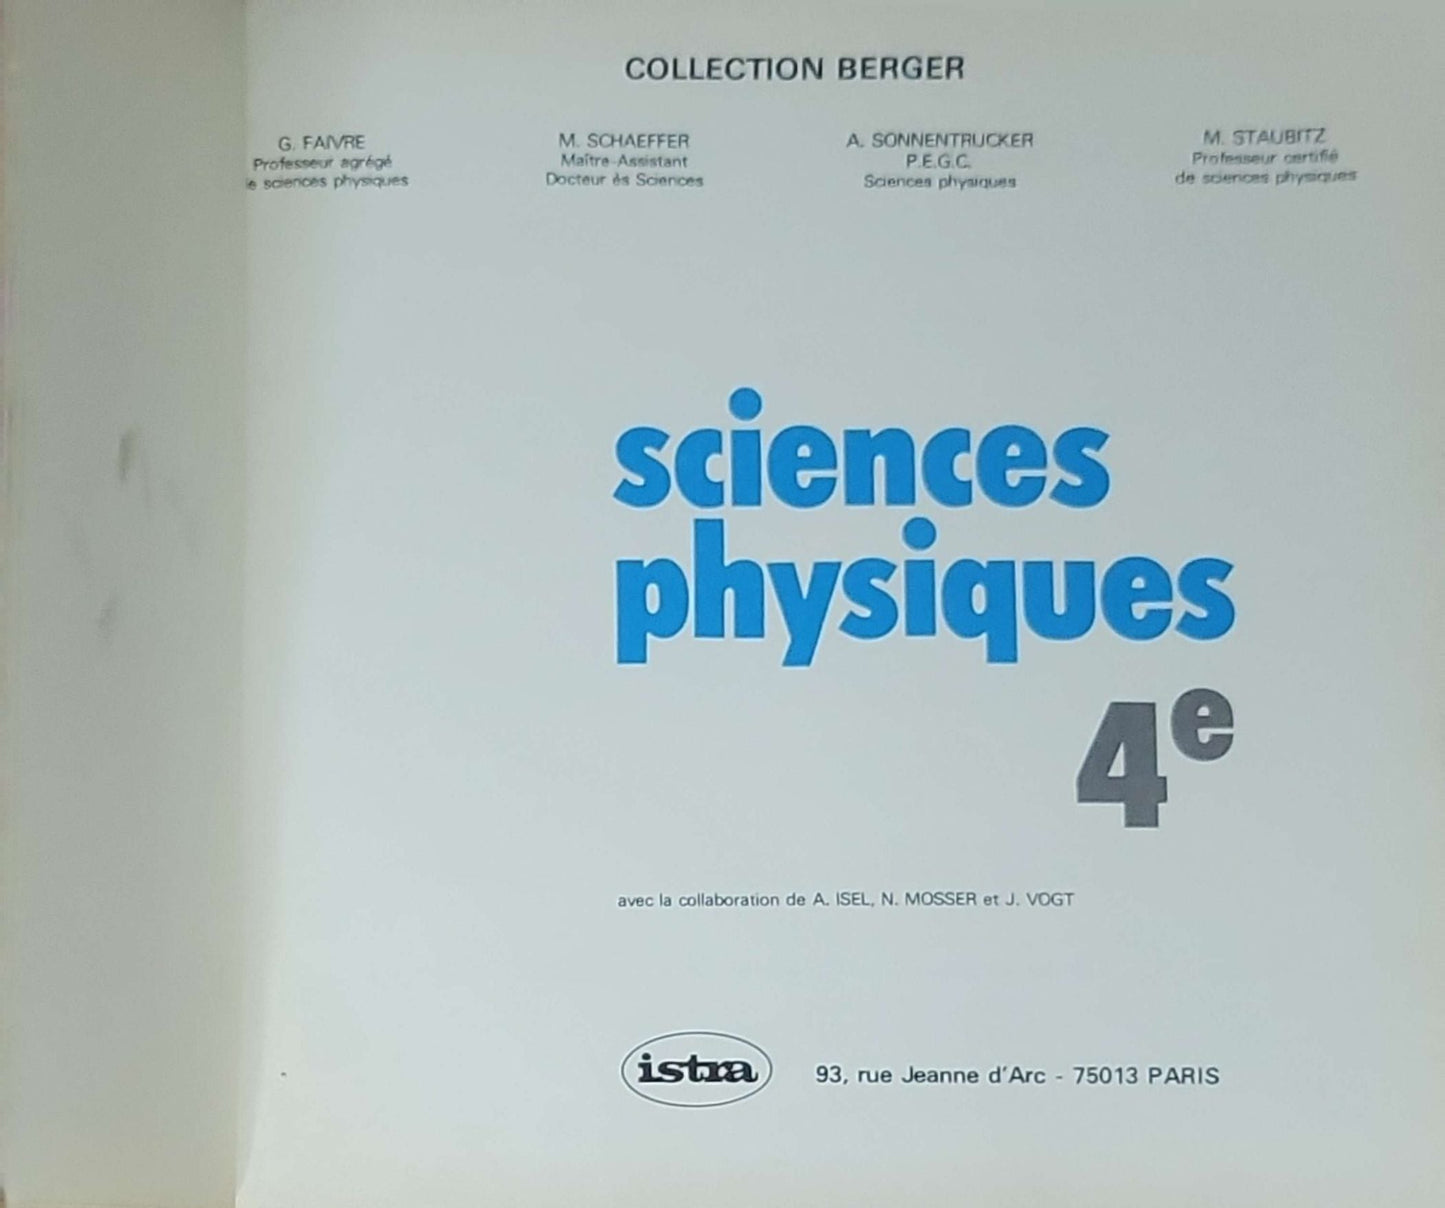 COLLECTION BERGER
G. FAIVRE
Professeur agrégé
e sciences physiques
M. SCHAEFFER
Maître-Assistant
Docteur ès Sciences
A. SONNENTRUCKER
P.E.G.C.
Sciences physiques
M. STAUBITZ
Professeur certifié
de sciences physiques
sciences
physiques
4e
avec la collaboration de A. ISEL, N. MOSSER et J. VOGT
istra
93, rue Jeanne d'Arc - 75013 PARIS